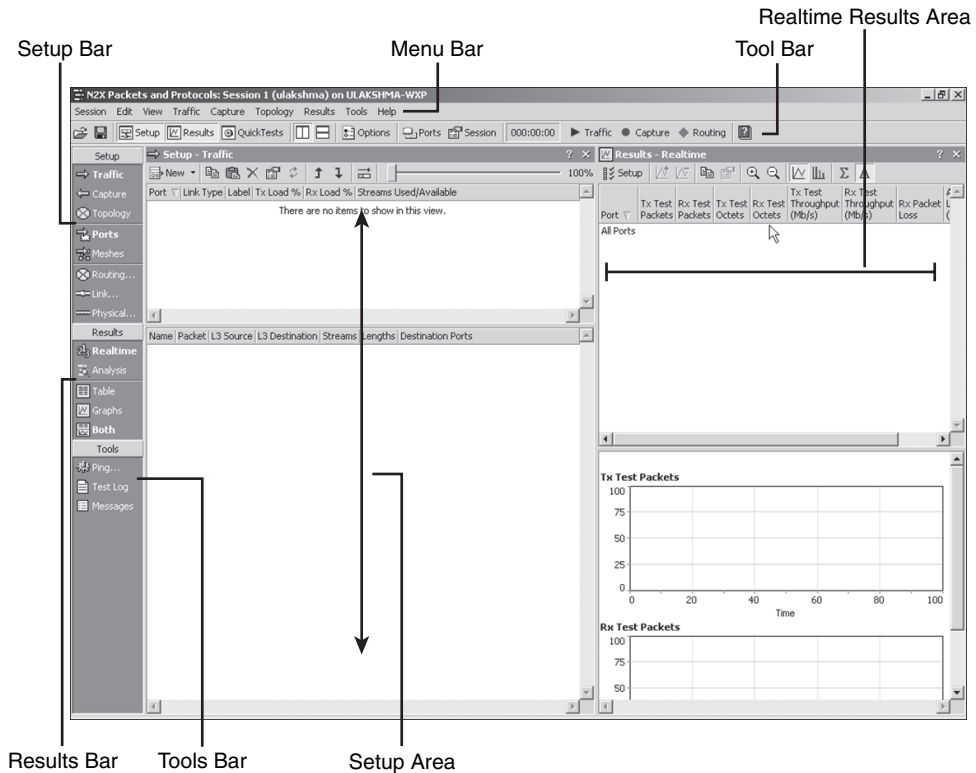 Realtime Results Area
Setup Bar Menu Bar Tool Bar
N2X Packets and Protocols: Session 1 (ulakshma) on ULAKSHMA-WXP
Session Edit View Traffic Capture Topology Results Tools Help
Setup Results QuickTests Options Ports Session 000:00:00 Traffic Capture Routing
Setup
Traffic
Capture
Topology
Ports
Meshes
Routing...
Link...
Physical...
Results
Realtime
Analysis
Table
Graphs
Both
Tools
Ping...
Test Log
Messages
Setup - Traffic
New 100%
Port Link Type Label Tx Load % Rx Load % Streams Used/Available
There are no items to show in this view.
Name Packet L3 Source L3 Destination Streams Lengths Destination Ports
Results - Realtime
Setup Σ
Port Tx Test Packets Rx Test Packets Tx Test Octets Rx Test Octets Tx Test Throughput (Mb/s) Rx Test Throughput (Mb/s) Rx Packet Loss
All Ports
Tx Test Packets
100
75
50
25
0
0 20 40 60 80 100
Time
Rx Test Packets
100
75
50
Results Bar Tools Bar Setup Area